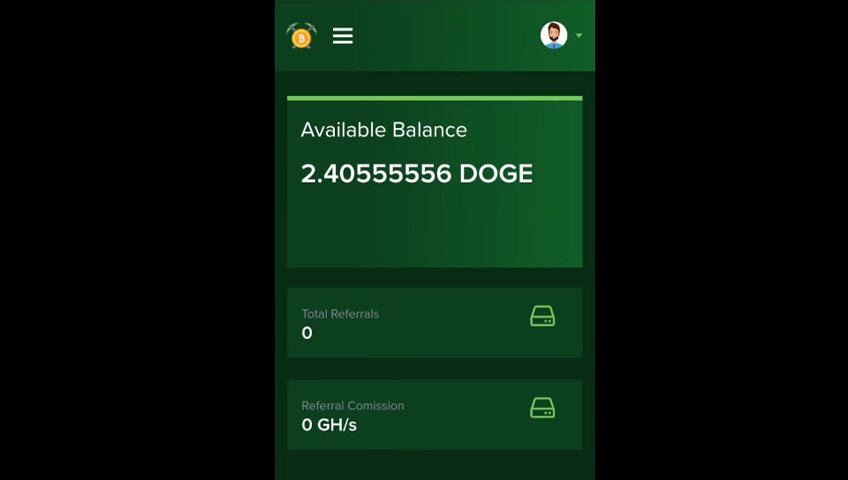 Available Balance
2.40555556 DOGE
Total Referrals
0
Referral Comission
0 GH/s